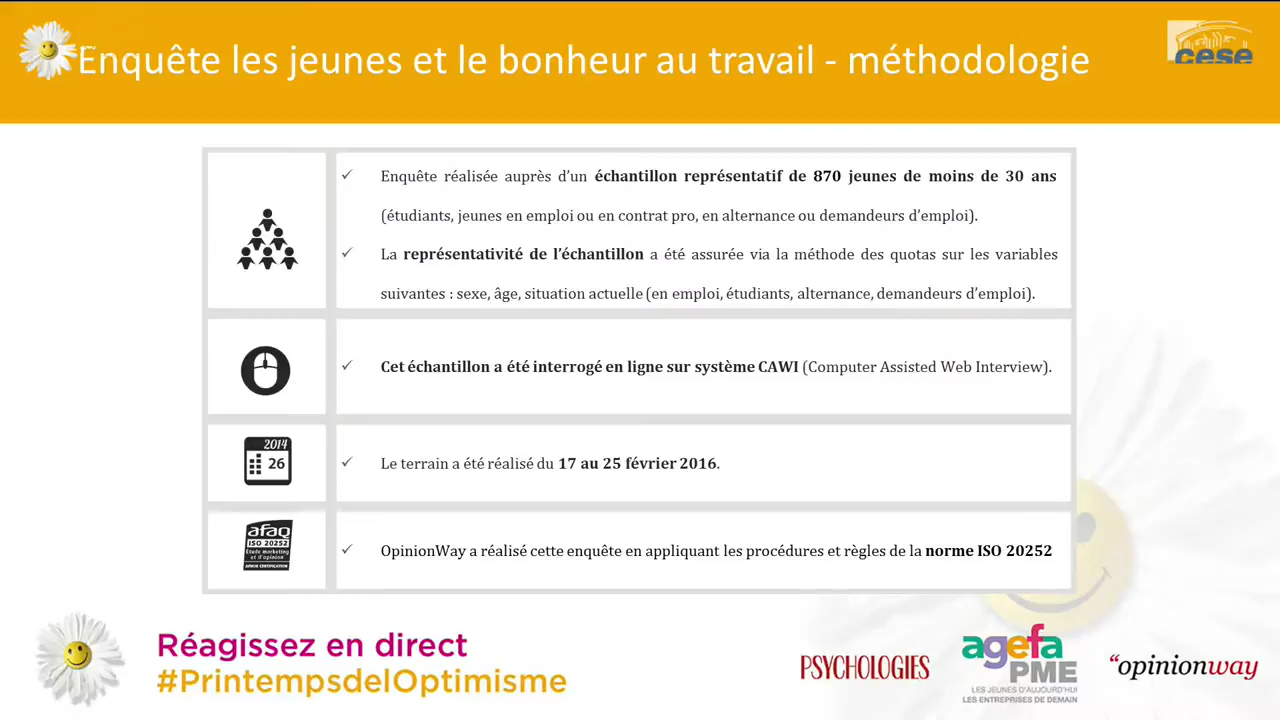 Enquête les jeunes et le bonheur au travail - méthodologie
cese
Enquête réalisée auprès d'un échantillon représentatif de 870 jeunes de moins de 30 ans
(étudiants, jeunes en emploi ou en contrat pro, en alternance ou demandeurs d'emploi).
La représentativité de l'échantillon a été assurée via la méthode des quotas sur les variables
suivantes : sexe, âge, situation actuelle (en emploi, étudiants, alternance, demandeurs d'emploi).
Cet échantillon a été interrogé en ligne sur système CAWI (Computer Assisted Web Interview).
2014
26
Le terrain a été réalisé du 17 au 25 février 2016.
afaq
ISO 20252
Étude marketing
et d'opinion
AFNOR CERTIFICATION
OpinionWay a réalisé cette enquête en appliquant les procédures et règles de la norme ISO 20252
Réagissez en direct
#PrintempsdelOptimisme
PSYCHOLOGIES
agefa
PME
LES JEUNES D'AUJOURD'HUI
LES ENTREPRISES DE DEMAIN
“opinionway